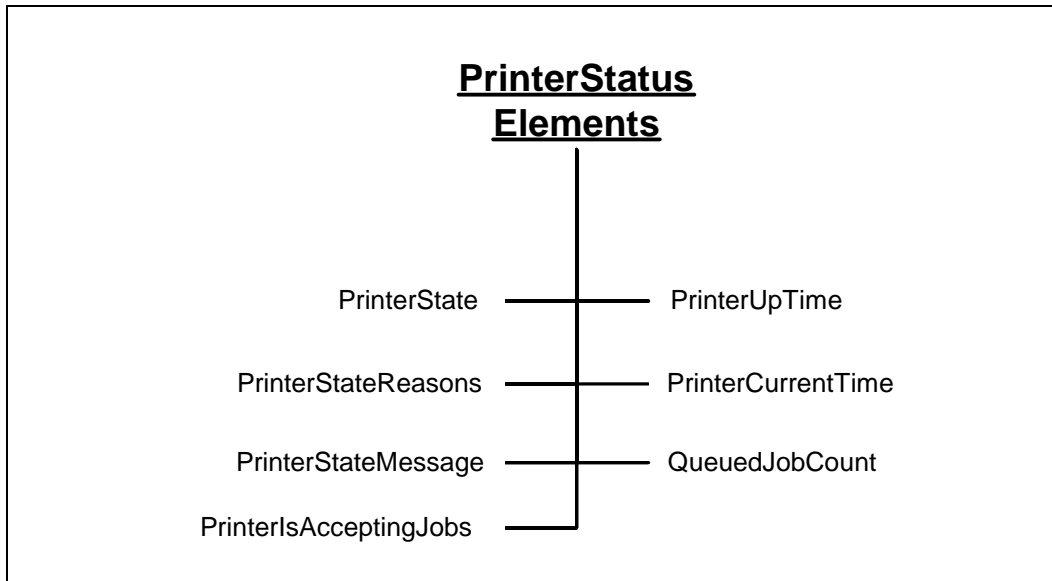 PrinterStatus
Elements
PrinterState
PrinterUpTime
PrinterStateReasons
PrinterCurrentTime
PrinterStateMessage
QueuedJobCount
PrinterIsAcceptingJobs